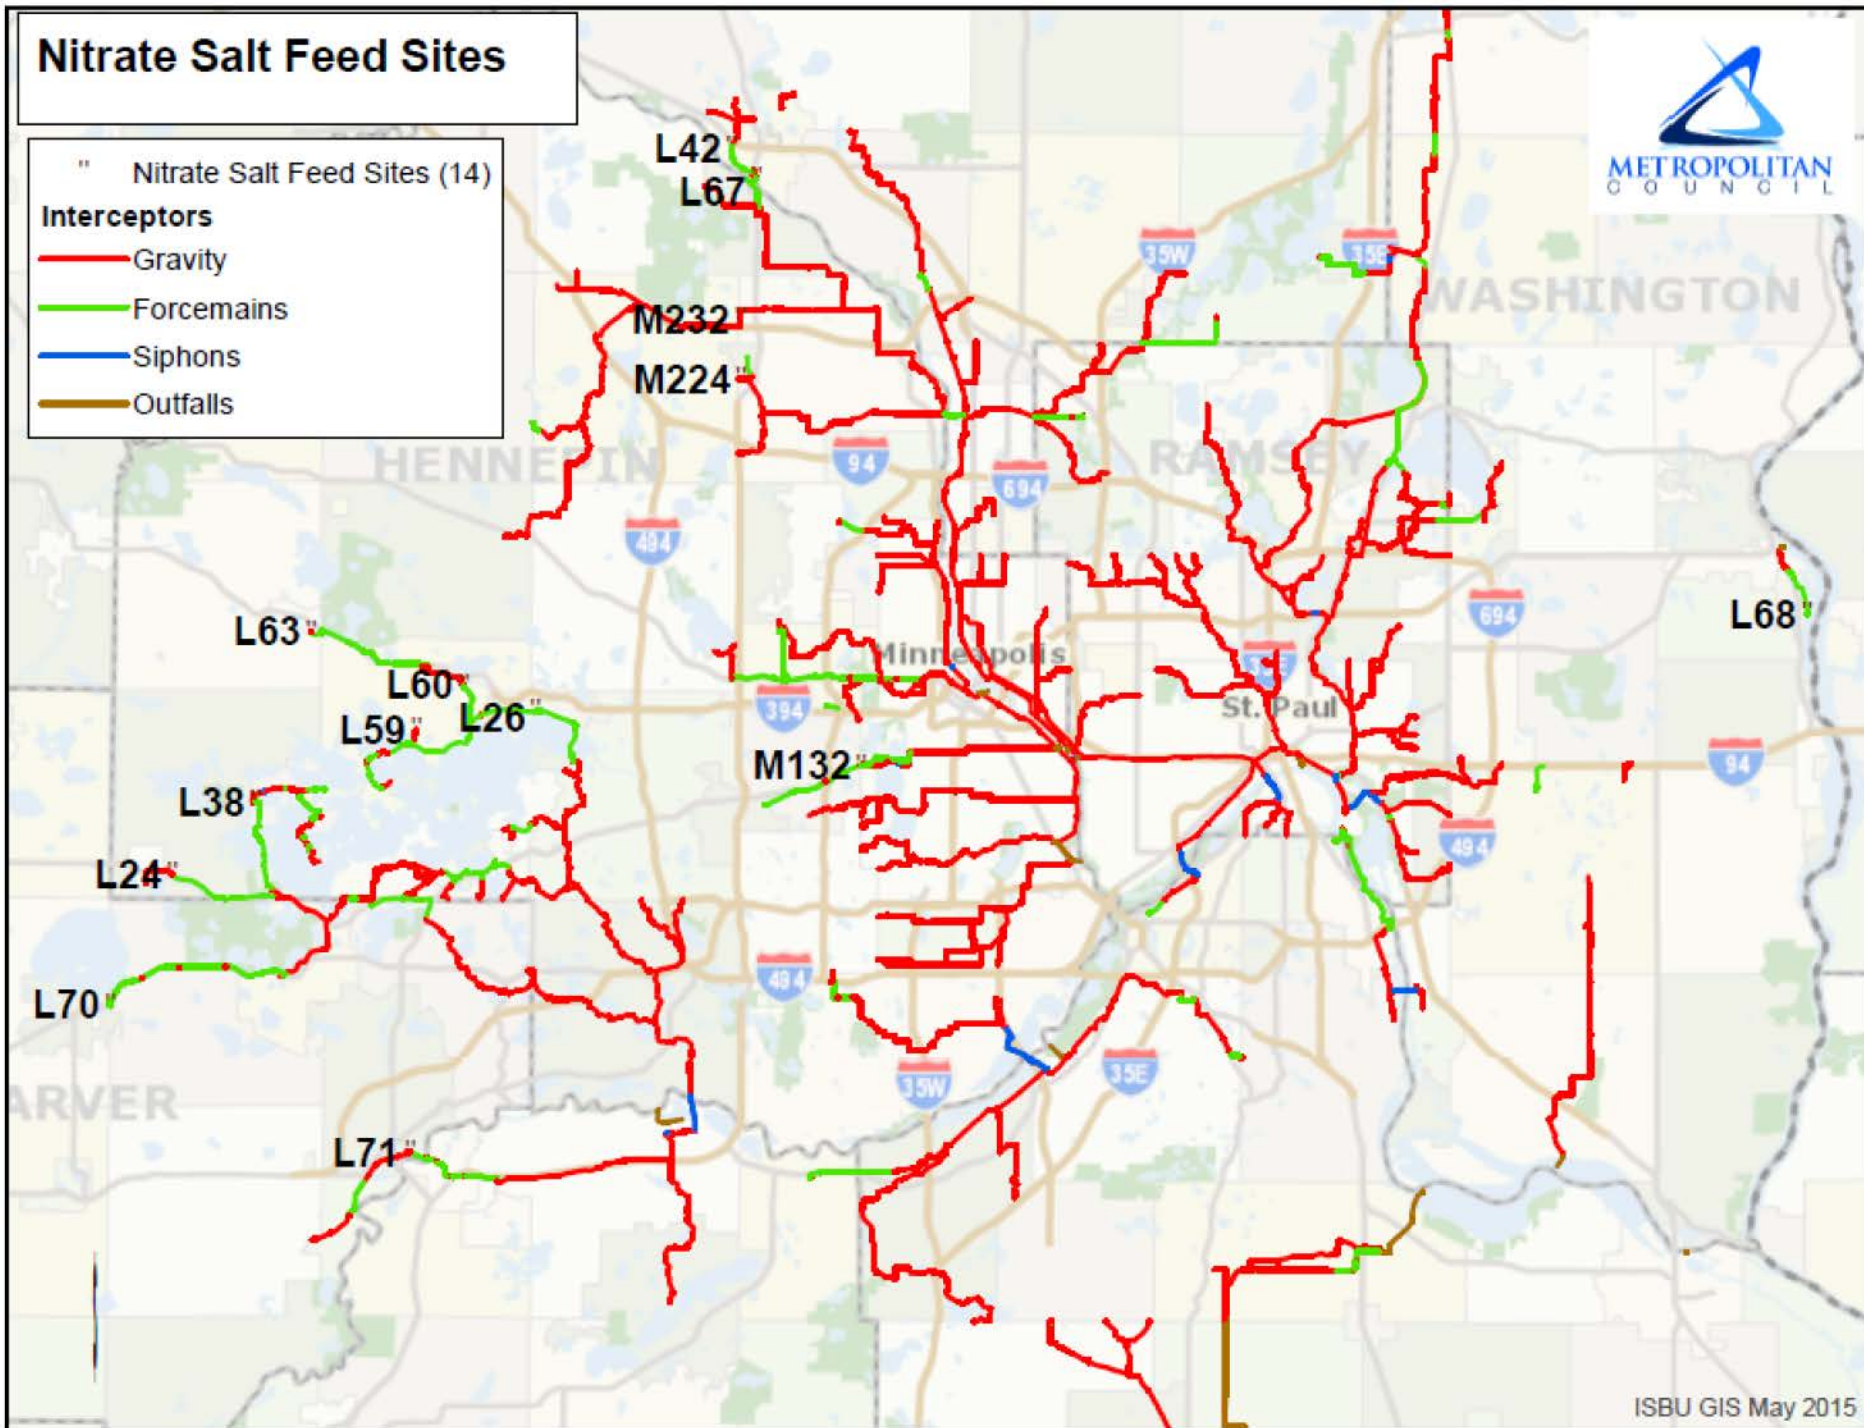 Nitrate Salt Feed Sites
" Nitrate Salt Feed Sites (14)
Interceptors
Gravity
Forcemains
Siphons
Outfalls
METROPOLITAN
COUNCIL
L42
L67
35W
35E
WASHINGTON
M232
M224
HENNEPIN
94
694
RAMSEY
494
694
L68
L63
Minneapolis
35E
L60
L26
394
St. Paul
L59
M132
94
L38
494
L24
494
L70
35W
35E
ARVER
L71
ISBU GIS May 2015